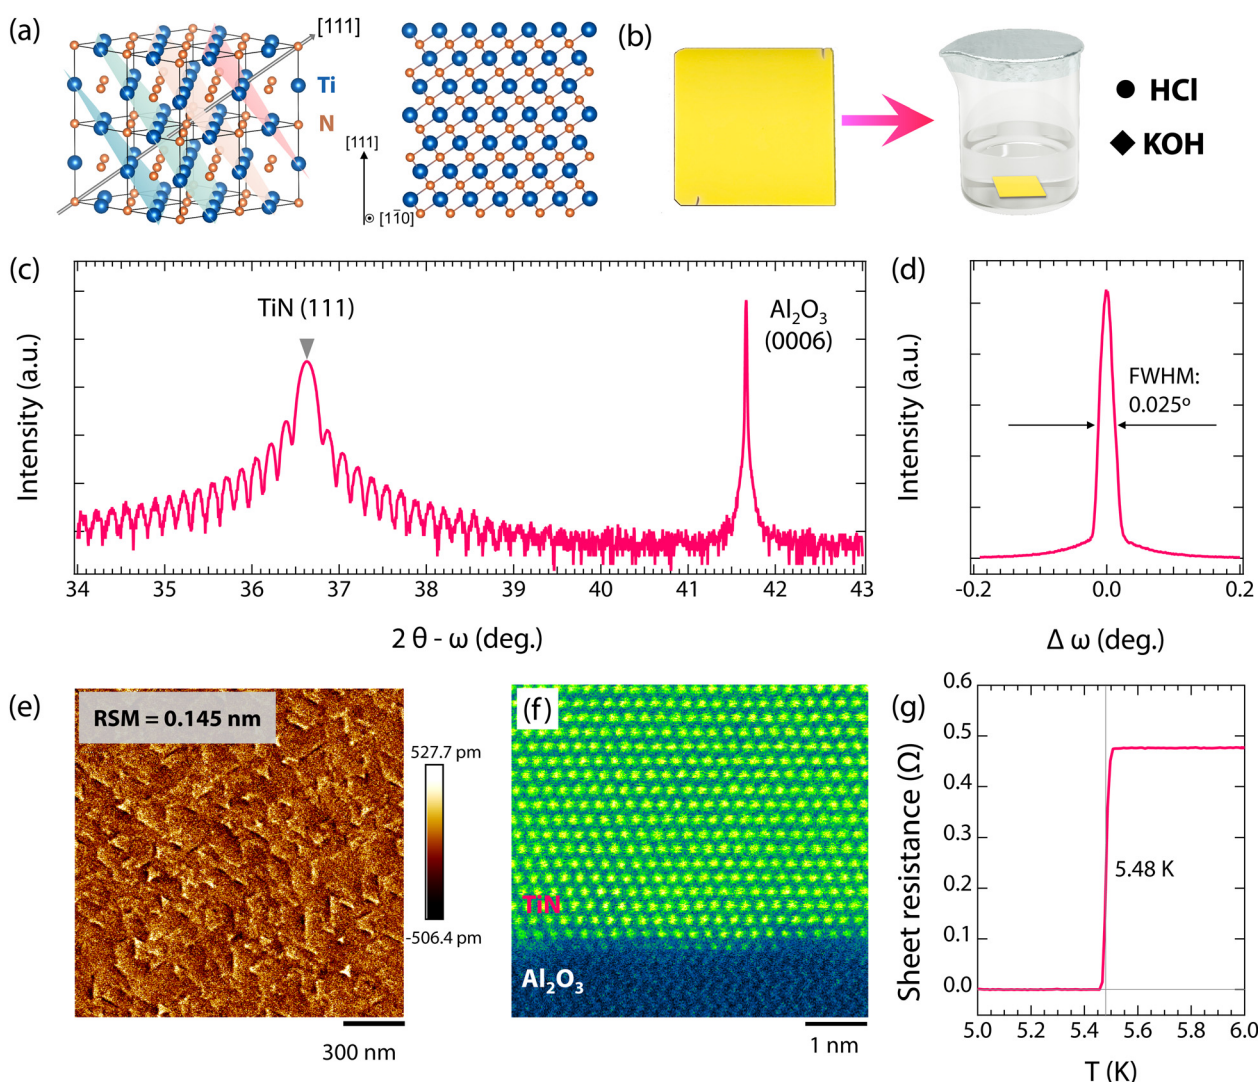 (a)
[111]
Ti
N
[111]
[11̄0]
(b)
HCl
KOH
(c)
TiN (111)
Al₂O₃
(0006)
Intensity (a.u.)
34 35 36 37 38 39 40 41 42 43
2 θ - ω (deg.)
(d)
FWHM:
0.025º
Intensity (a.u.)
-0.2 0.0 0.2
Δ ω (deg.)
(e)
RSM = 0.145 nm
527.7 pm
-506.4 pm
300 nm
(f)
TiN
Al₂O₃
1 nm
(g)
0.6
0.5
0.4
0.3
0.2
0.1
0.0
Sheet resistance (Ω)
5.48 K
5.0 5.2 5.4 5.6 5.8 6.0
T (K)